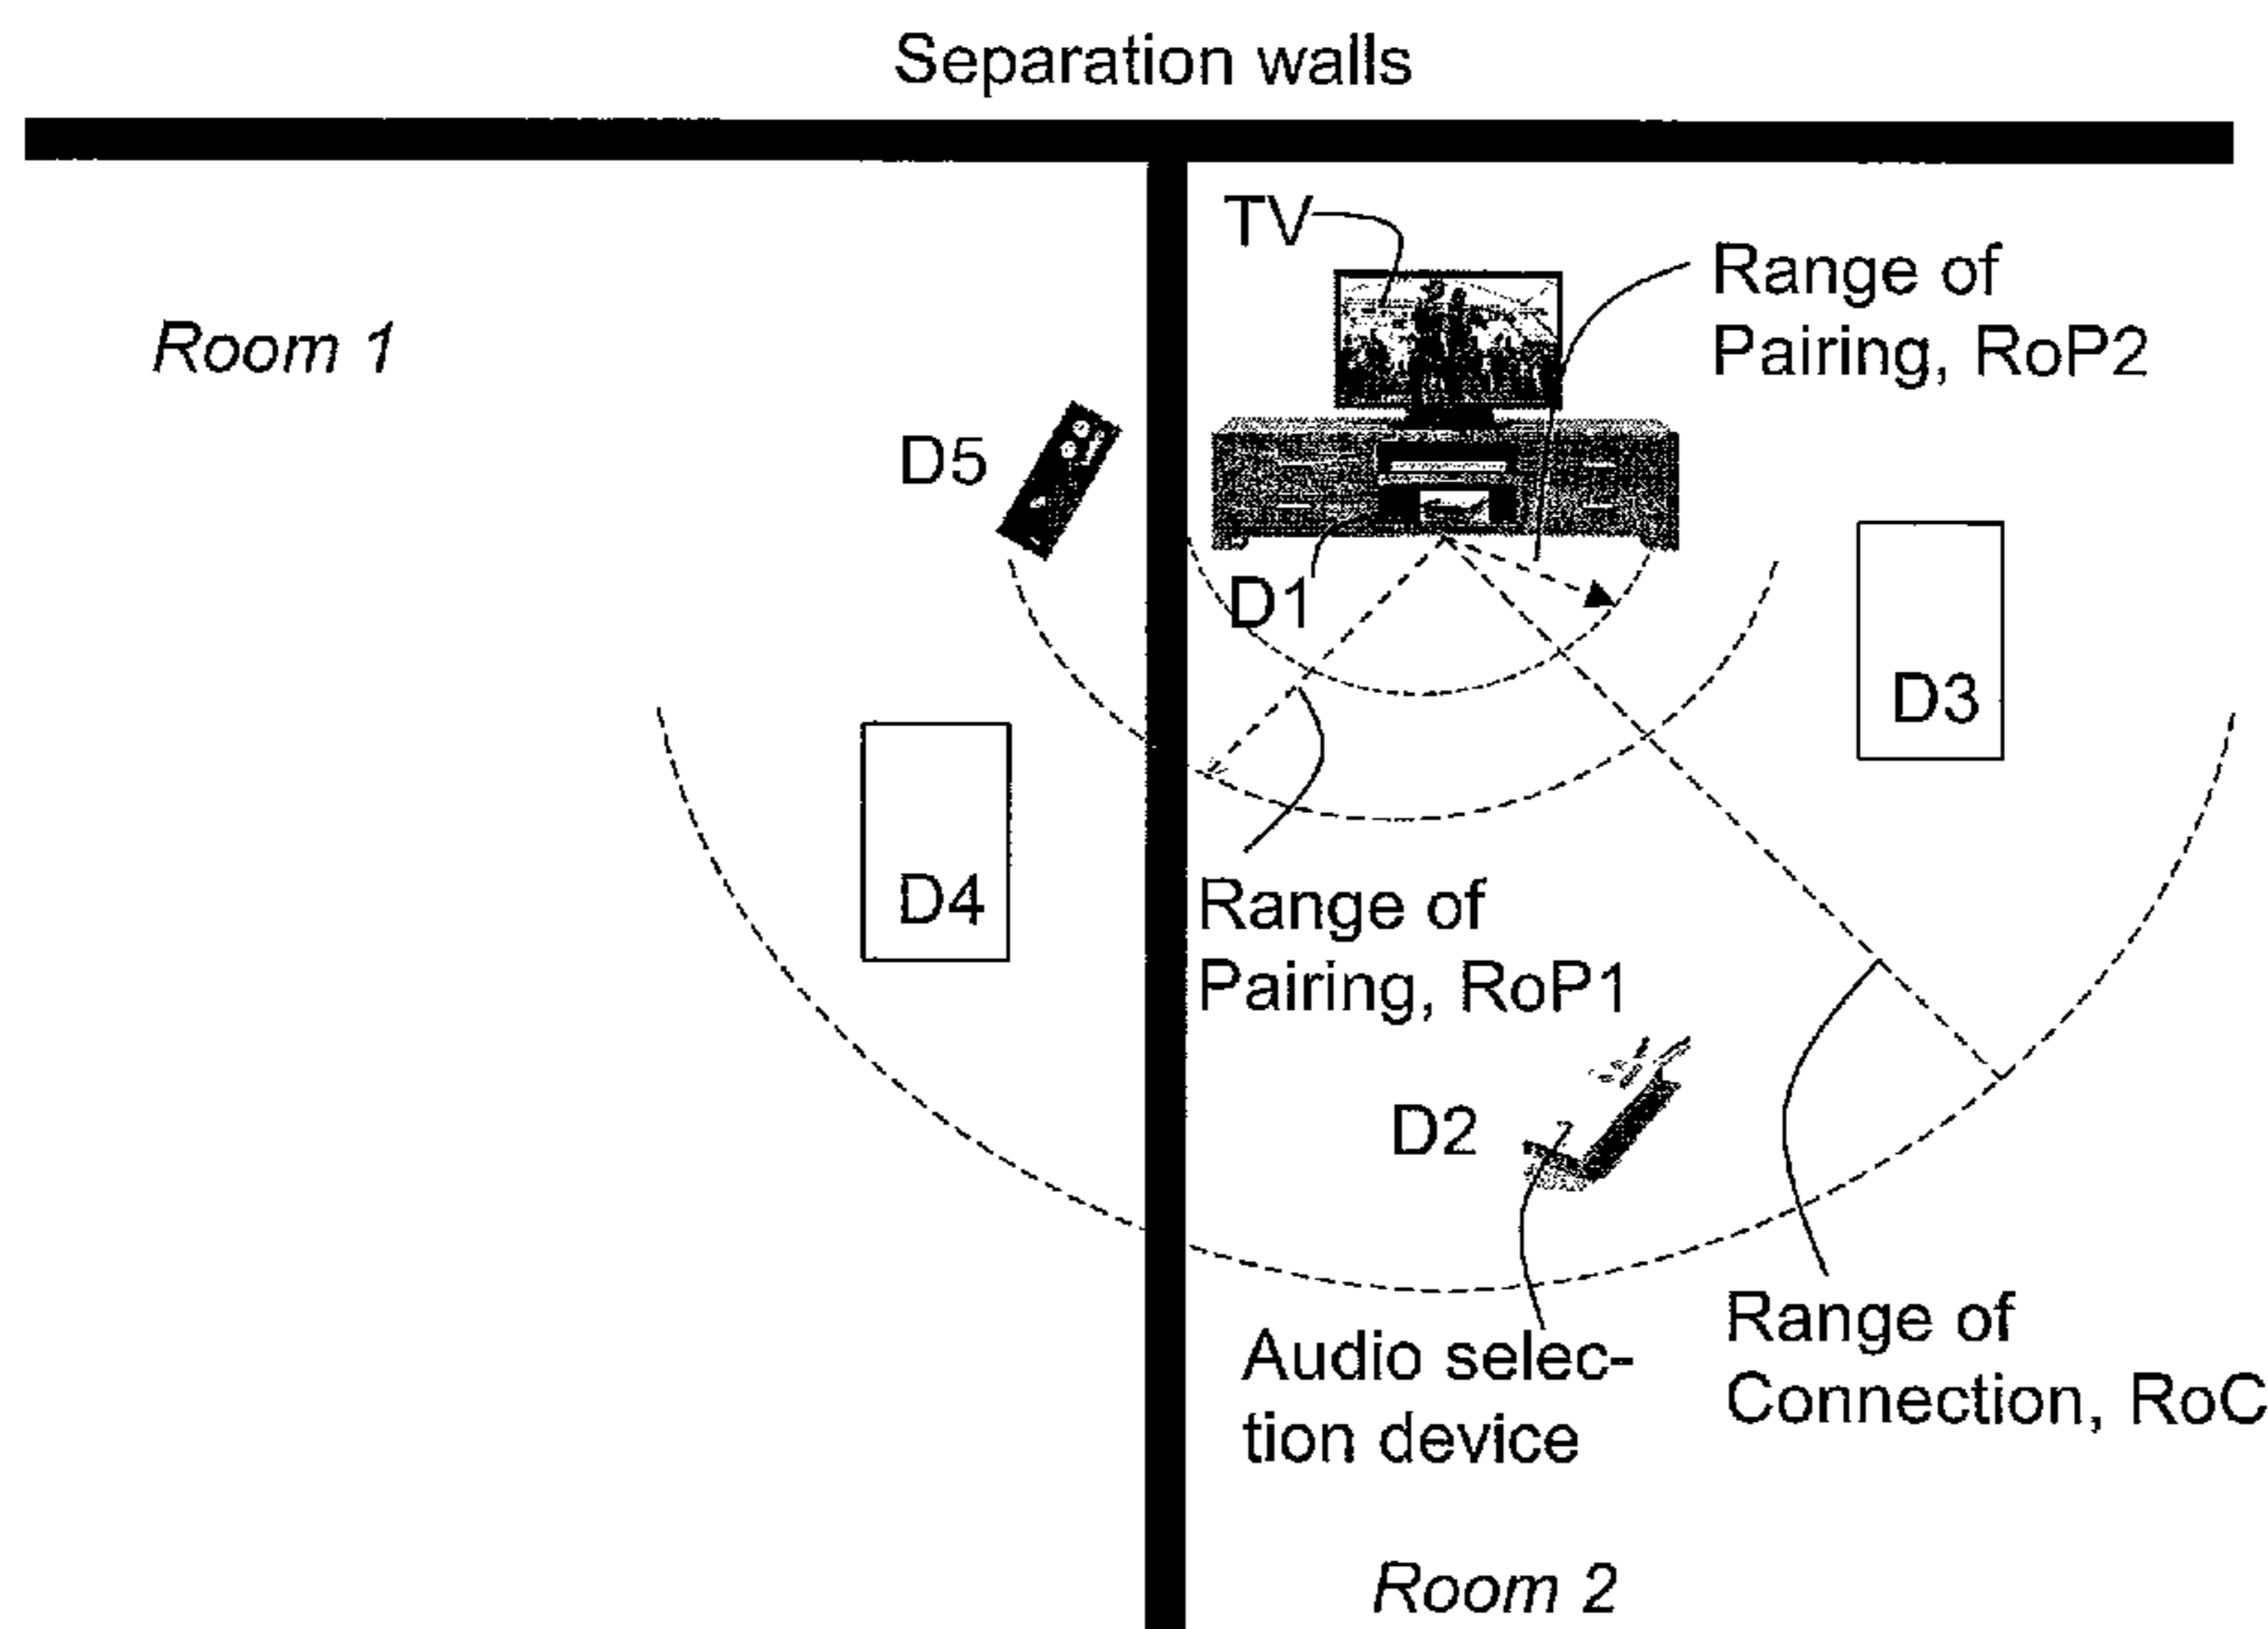 Separation walls
TV
Range of
Pairing, RoP2
Room 1
D5
D1
D3
D4
Range of
Pairing, RoP1
D2
Audio selec-
tion device
Range of
Connection, RoC
Room 2